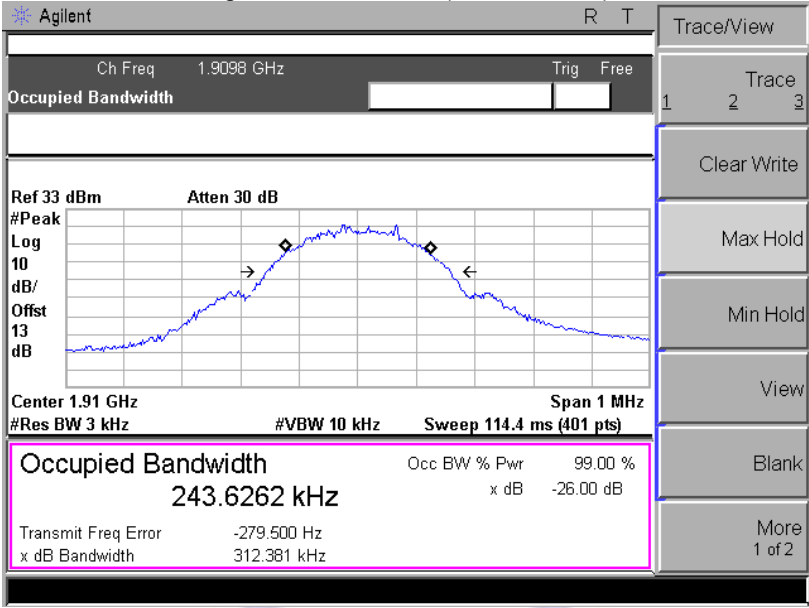 Agilent R T
Trace/View
Ch Freq 1.9098 GHz Trig Free
Occupied Bandwidth
Trace
1 2 3
Clear Write
Ref 33 dBm Atten 30 dB
#Peak
Log
10
dB/
Offst
13
dB
Max Hold
Min Hold
View
Center 1.91 GHz Span 1 MHz
#Res BW 3 kHz #VBW 10 kHz Sweep 114.4 ms (401 pts)
Occupied Bandwidth
243.6262 kHz
Occ BW % Pwr 99.00 %
x dB -26.00 dB
Transmit Freq Error -279.500 Hz
x dB Bandwidth 312.381 kHz
Blank
More
1 of 2